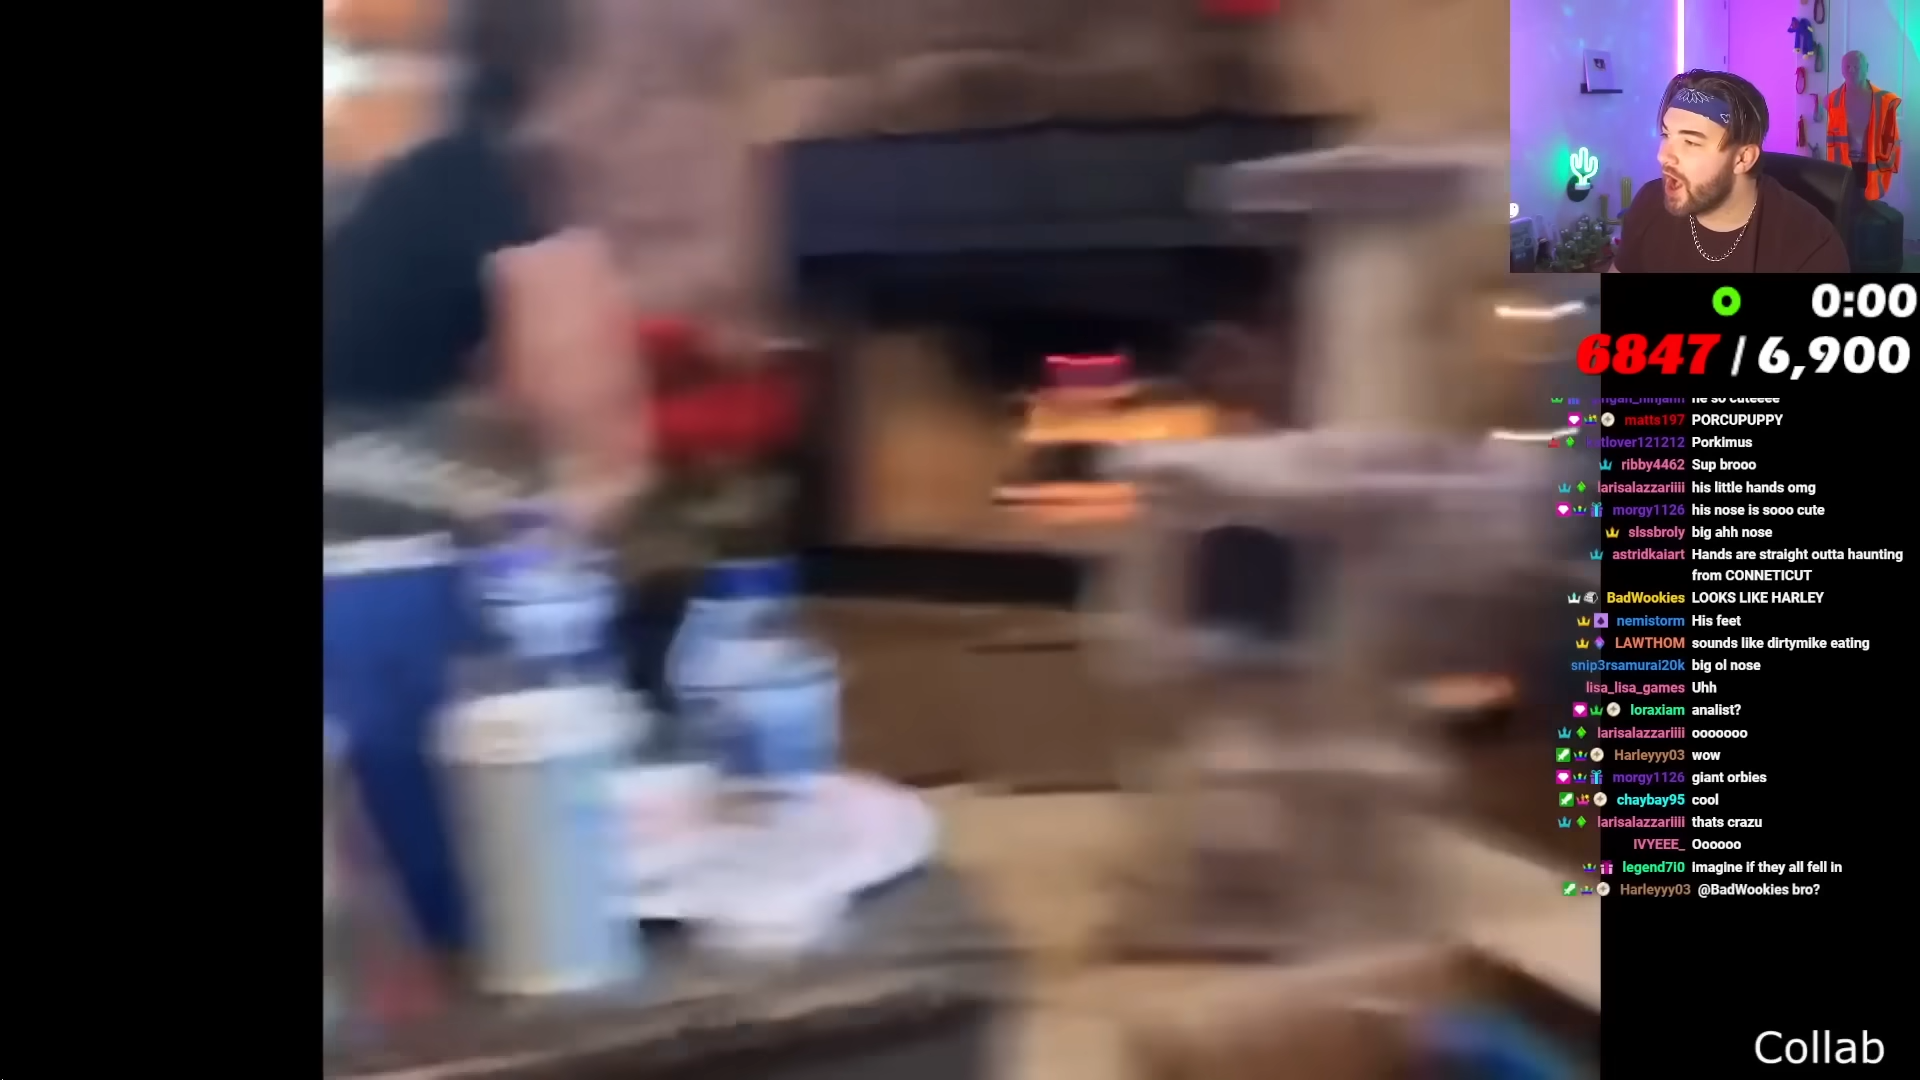 0:00
6847 / 6,900
he so cuteeee
matts197 PORCUPUPPY
Porkimus
ribby4462 Sup brooo
larisalazzariiii his little hands omg
morgy1126 his nose is sooo cute
slssbroly big ahh nose
astridkaiart Hands are straight outta haunting
from CONNETICUT
BadWookies LOOKS LIKE HARLEY
nemistorm His feet
LAWTHOM sounds like dirtymike eating
snip3rsamurai20k big ol nose
lisa_lisa_games Uhh
loraxiam analist?
larisalazzariiii ooooooo
Harleyyy03 wow
morgy1126 giant orbies
chaybay95 cool
larisalazzariiii thats crazu
IVYEEE_ Oooooo
legend7i0 imagine if they all fell in
Harleyyy03 @BadWookies bro?
Collab